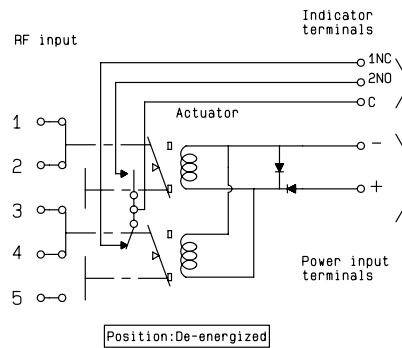 Indicator
terminals
RF input
1NC
2NO
C
Actuator
1
2
3
4
5
-
+
Power input
terminals
Position:De-energized